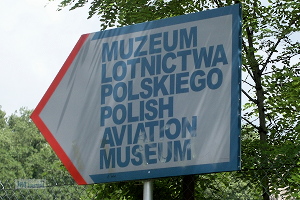 MUZEUM
LOTNICTWA
POLSKIEGO
POLISH
AVIATION
MUSEUM